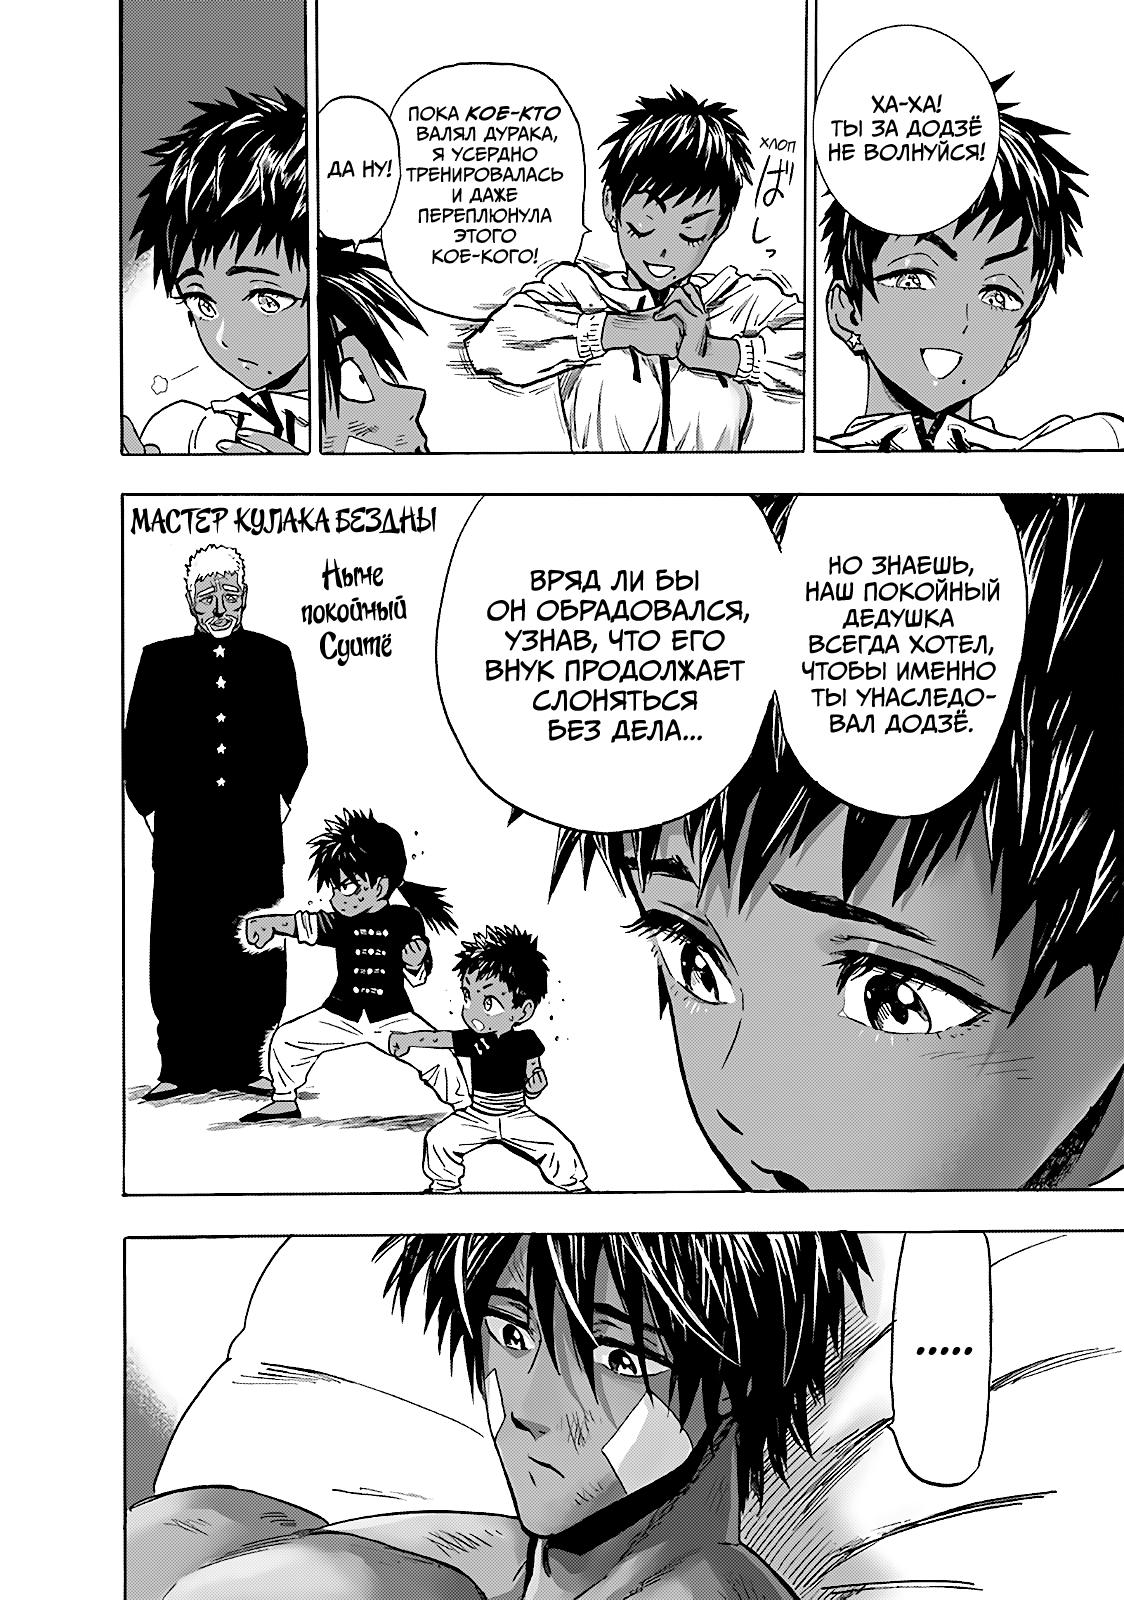 ХА-ХА!
ТЫ ЗА ДОДЗЁ
НЕ ВОЛНУЙСЯ!
ХЛОП
ばしっ
ПОКА КОЕ-КТО
ВАЛЯЛ ДУРАКА,
Я УСЕРДНО
ТРЕНИРОВАЛАСЬ
И ДАЖЕ
ПЕРЕПЛЮНУЛА
ЭТОГО
КОЕ-КОГО!
ДА НУ!
НО ЗНАЕШЬ,
НАШ ПОКОЙНЫЙ
ДЕДУШКА
ВСЕГДА ХОТЕЛ,
ЧТОБЫ ИМЕННО
ТЫ УНАСЛЕДО-
ВАЛ ДОДЗЁ.
ВРЯД ЛИ БЫ
ОН ОБРАДОВАЛСЯ,
УЗНАВ, ЧТО ЕГО
ВНУК ПРОДОЛЖАЕТ
СЛОНЯТЬСЯ
БЕЗ ДЕЛА...
МАСТЕР КУЛАКА БЕЗДНЫ
Ныне
покойный
Суитё
.....